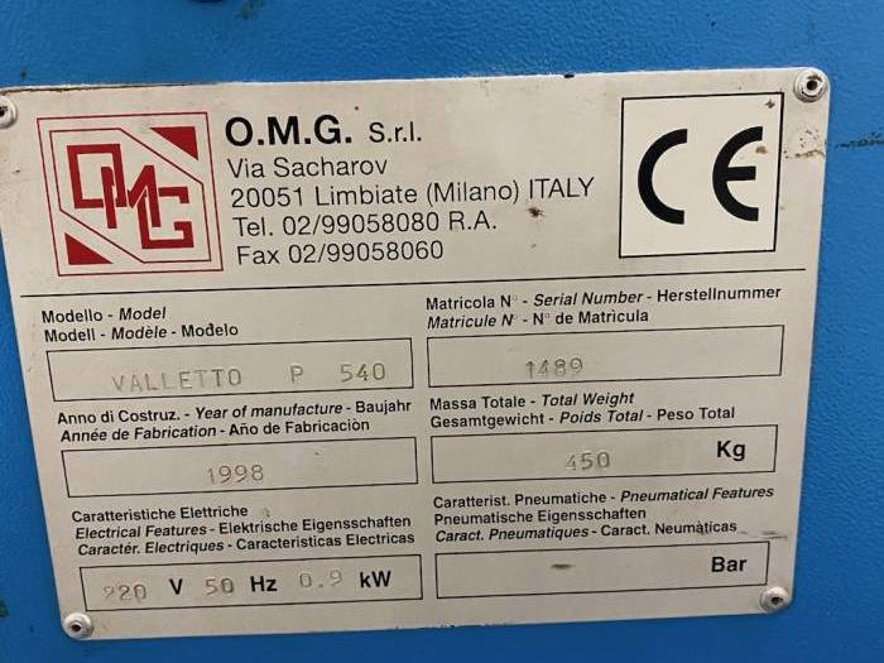 OMG
O.M.G. S.r.l.
Via Sacharov
20051 Limbiate (Milano) ITALY
Tel. 02/99058080 R.A.
Fax 02/99058060
CE
Modello - Model
Modell - Modèle - Modelo
VALLETTO P 540
Matricola N° - Serial Number - Herstellnummer
Matricule N° - N° de Matrìcula
1489
Anno di Costruz. - Year of manufacture - Baujahr
Année de Fabrication - Año de Fabricaciòn
1998
Massa Totale - Total Weight
Gesamtgewicht - Poids Total - Peso Total
450 Kg
Caratteristiche Elettriche
Electrical Features - Elektrische Eigensschaften
Caractér. Electriques - Caracteristicas Electricas
220 V 50 Hz 0.9 kW
Caratterist. Pneumatiche - Pneumatical Features
Pneumatische Eigensschaften
Caract. Pneumatiques - Caract. Neumàticas
- Bar